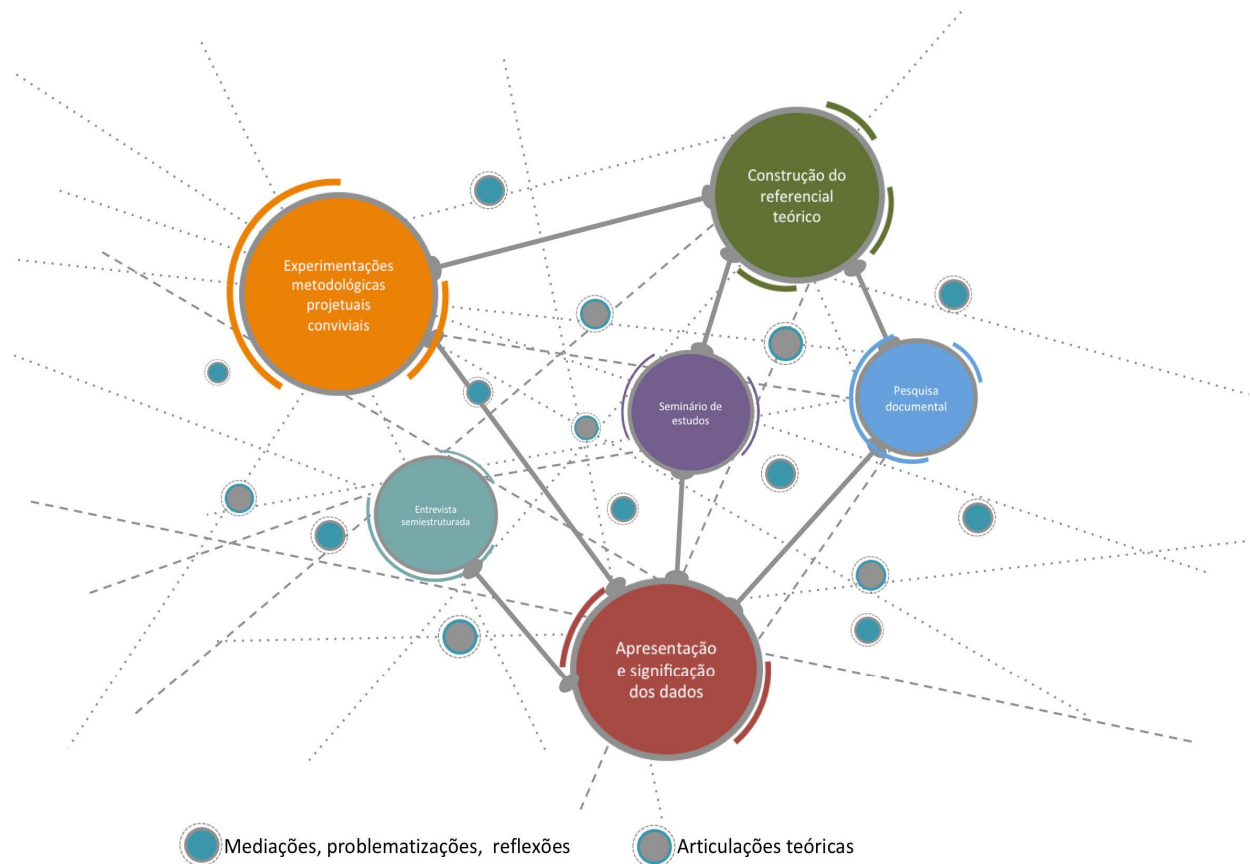 Construção do
referencial
teórico
Experimentações
metodológicas
projetuais
conviviais
Seminário de
estudos
Pesquisa
documental
Entrevista
semiestruturada
Apresentação
e significação
dos dados
Mediações, problematizações, reflexões
Articulações teóricas